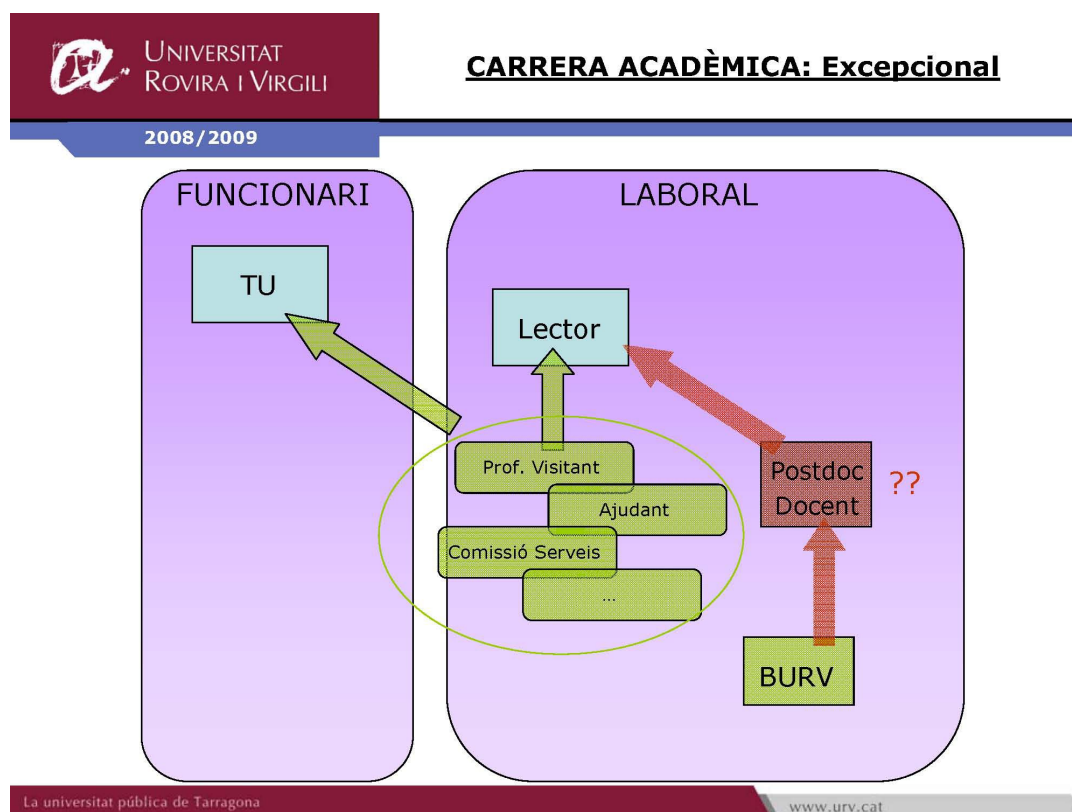 UNIVERSITAT
ROVIRA I VIRGILI
CARRERA ACADÈMICA: Excepcional
2008/2009
FUNCIONARI
LABORAL
TU
Lector
Prof. Visitant
Ajudant
Comissió Serveis
...
Postdoc
Docent
??
BURV
La universitat pública de Tarragona
www.urv.cat